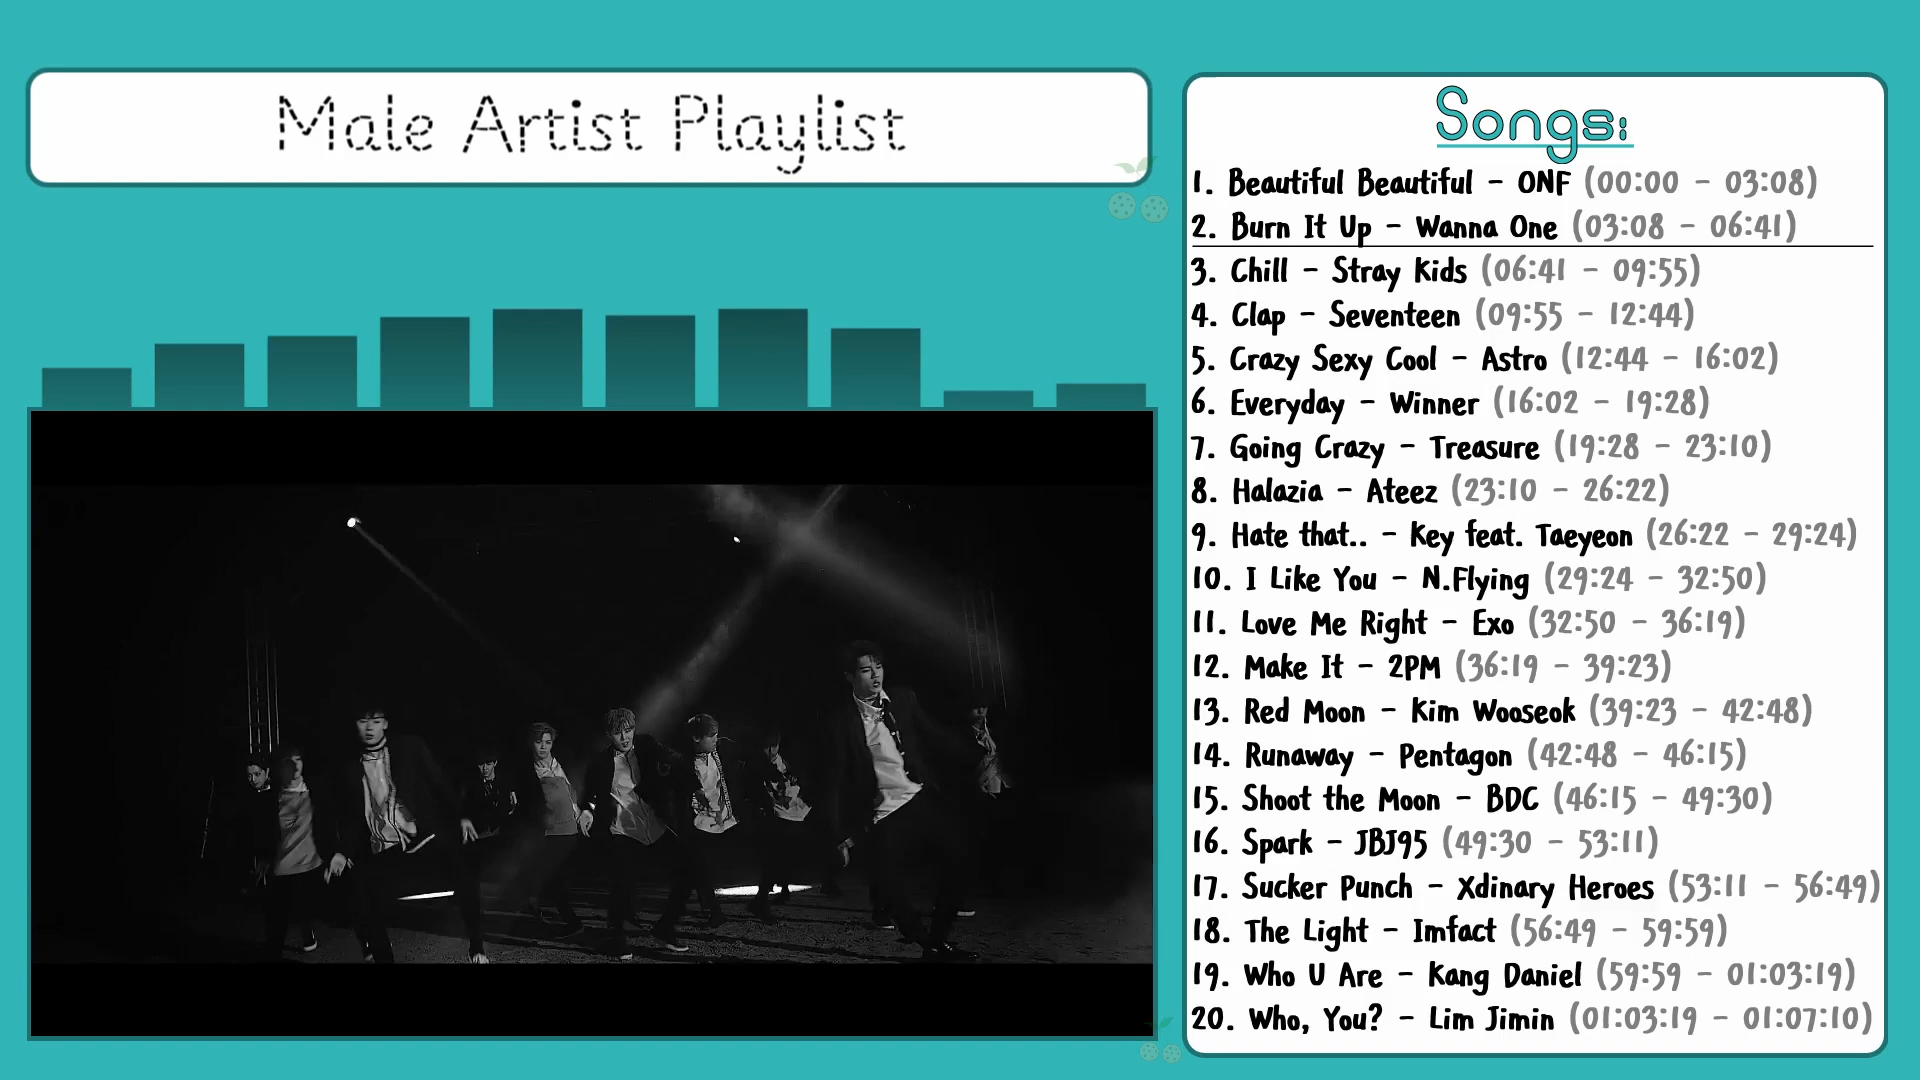 Male Artist Playlist
Songs:
1. Beautiful Beautiful - ONF (00:00 - 03:08)
2. Burn It Up - Wanna One (03:08 - 06:41)
3. Chill - Stray Kids (06:41 - 09:55)
4. Clap - Seventeen (09:55 - 12:44)
5. Crazy Sexy Cool - Astro (12:44 - 16:02)
6. Everyday - Winner (16:02 - 19:28)
7. Going Crazy - Treasure (19:28 - 23:10)
8. Halazia - Ateez (23:10 - 26:22)
9. Hate that.. - Key feat. Taeyeon (26:22 - 29:24)
10. I Like You - N.Flying (29:24 - 32:50)
11. Love Me Right - Exo (32:50 - 36:19)
12. Make It - 2PM (36:19 - 39:23)
13. Red Moon - Kim Wooseok (39:23 - 42:48)
14. Runaway - Pentagon (42:48 - 46:15)
15. Shoot the Moon - BDC (46:15 - 49:30)
16. Spark - JBJ95 (49:30 - 53:11)
17. Sucker Punch - Xdinary Heroes (53:11 - 56:49)
18. The Light - Imfact (56:49 - 59:59)
19. Who U Are - Kang Daniel (59:59 - 01:03:19)
20. Who, You? - Lim Jimin (01:03:19 - 01:07:10)